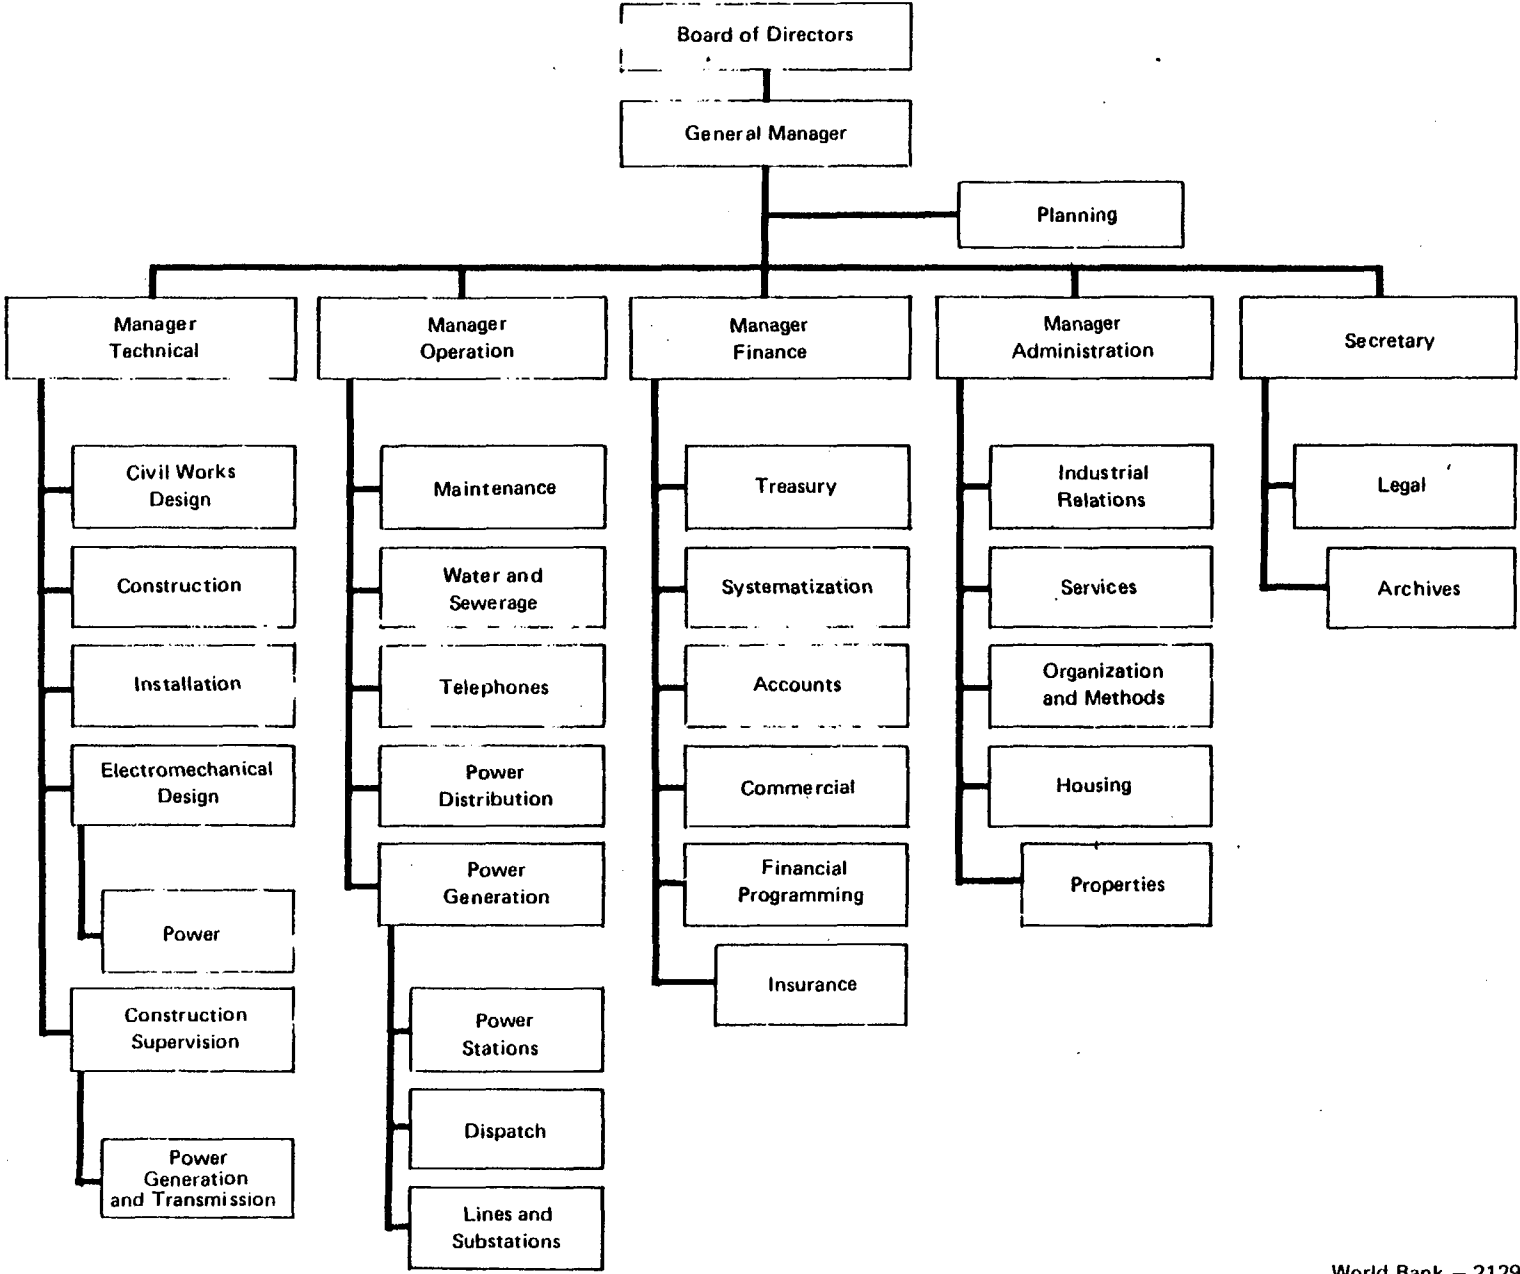 Board of Directors
General Manager
Planning
Manager
Technical
Manager
Operation
Manager
Finance
Manager
Administration
Secretary
Civil Works
Design
Construction
Installation
Electromechanical
Design
Power
Construction
Supervision
Power
Generation
and Transmission
Maintenance
Water and
Sewerage
Telephones
Power
Distribution
Power
Generation
Power
Stations
Dispatch
Lines and
Substations
Treasury
Systematization
Accounts
Commercial
Financial
Programming
Insurance
Industrial
Relations
Services
Organization
and Methods
Housing
Properties
Legal
Archives
World Bank – 2129